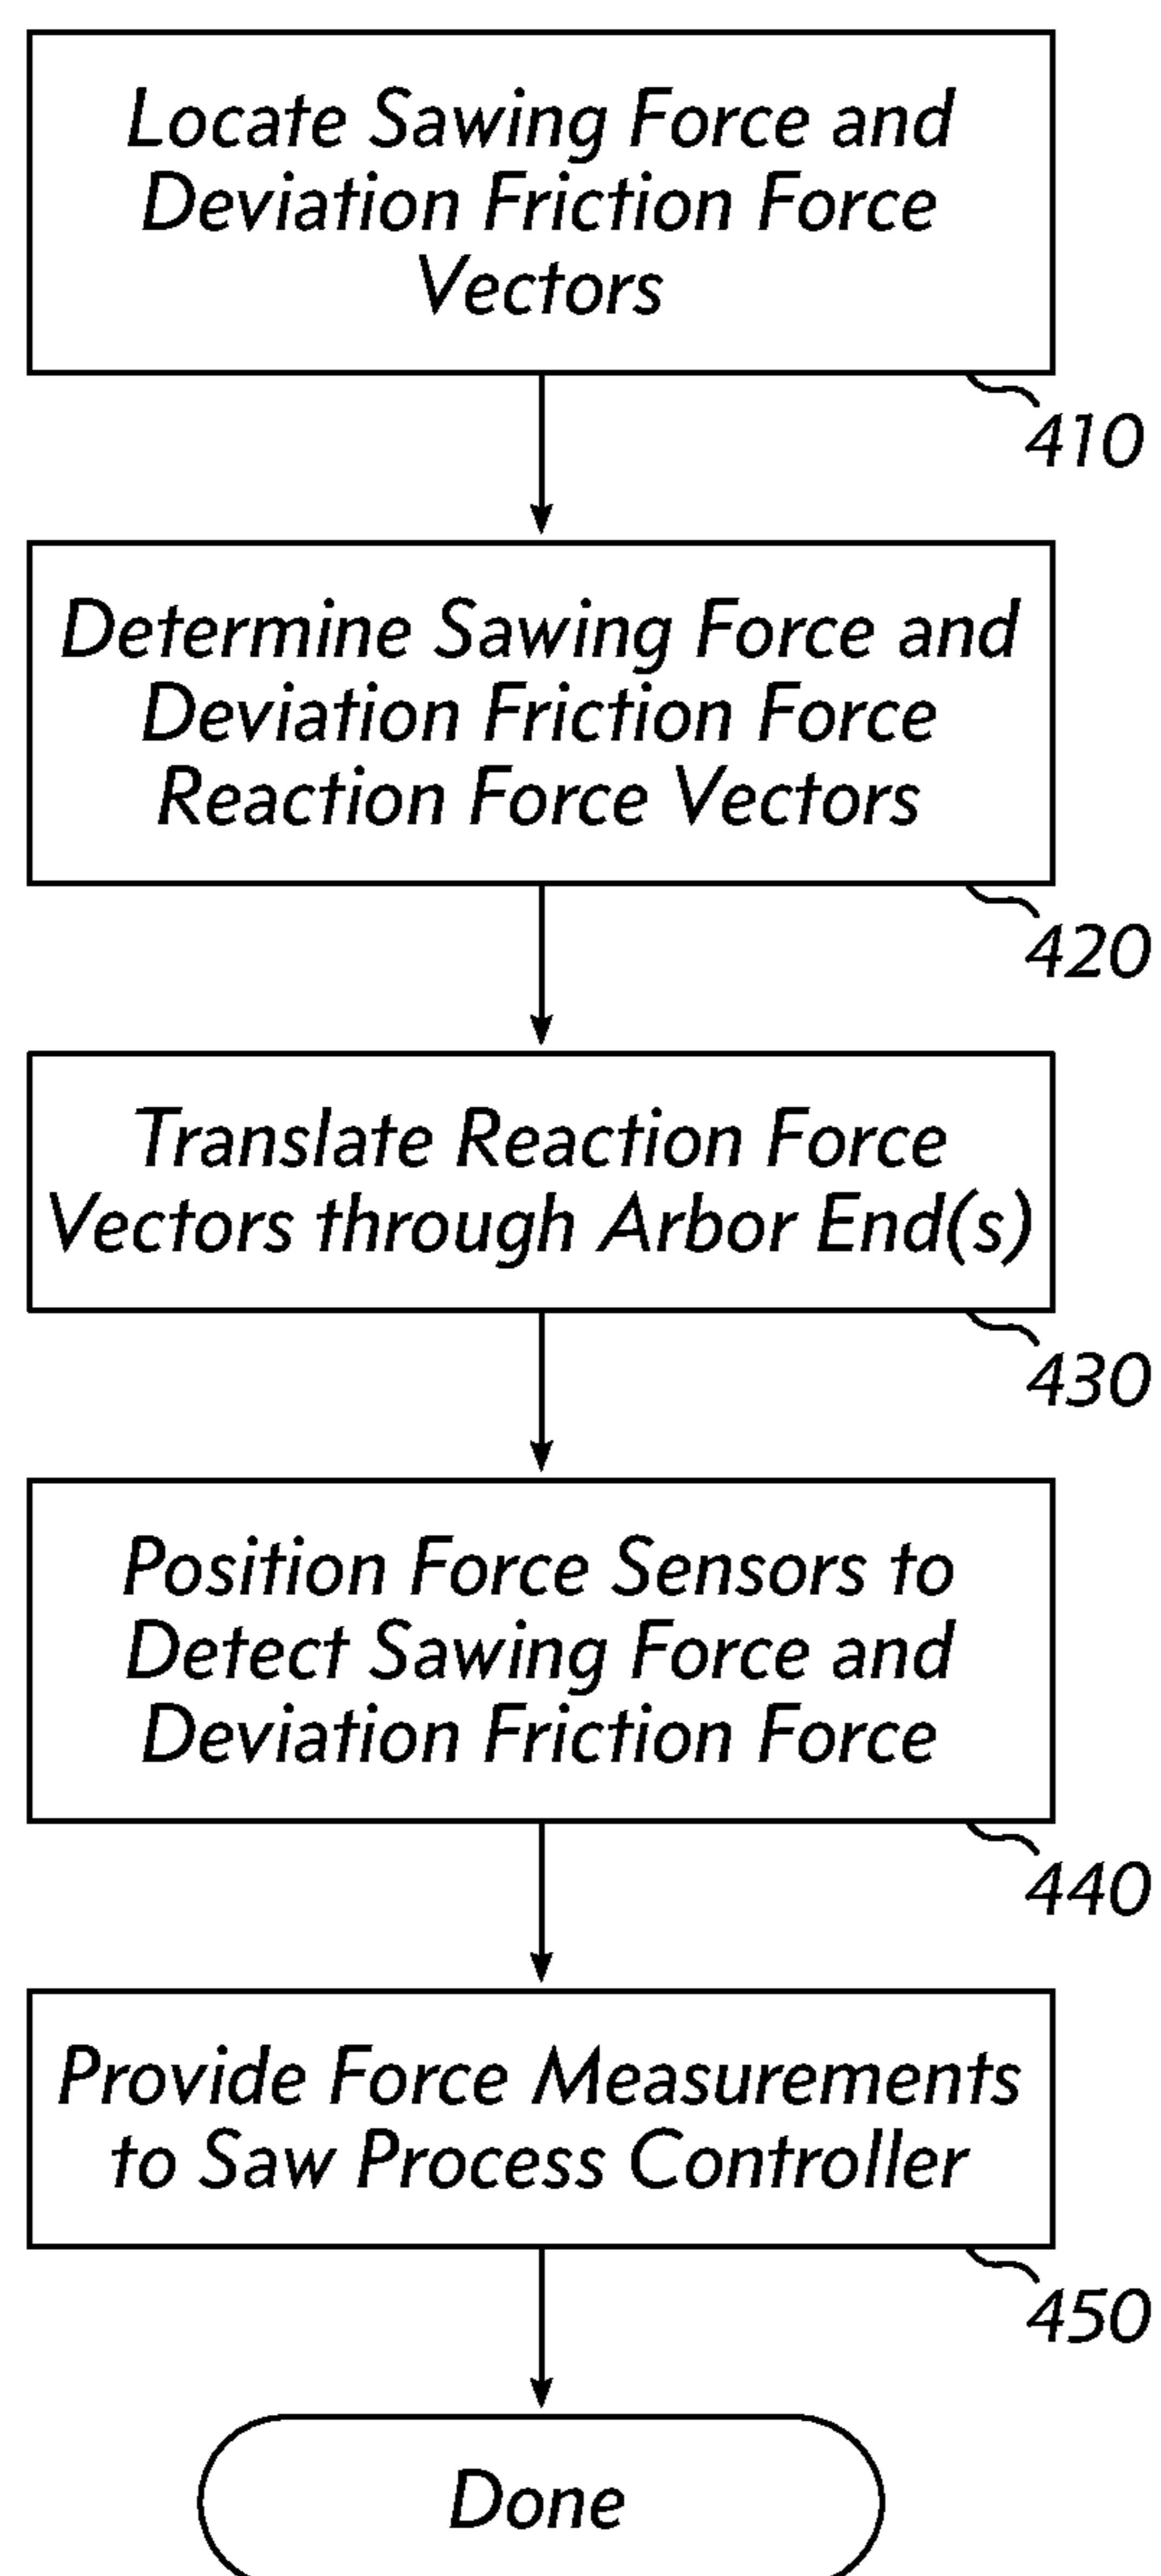 Locate Sawing Force and
Deviation Friction Force
Vectors
410
Determine Sawing Force and
Deviation Friction Force
Reaction Force Vectors
420
Translate Reaction Force
Vectors through Arbor End(s)
430
Position Force Sensors to
Detect Sawing Force and
Deviation Friction Force
440
Provide Force Measurements
to Saw Process Controller
450
Done